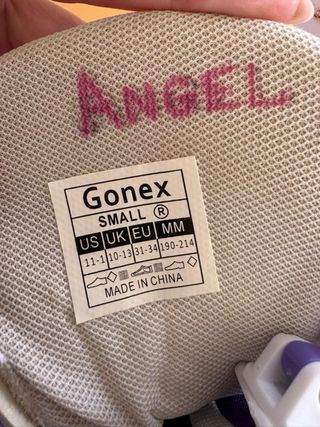 ANGEL
Gonex
SMALL ®
US UK EU MM
11-1 10-13 31-34 190-214
MADE IN CHINA